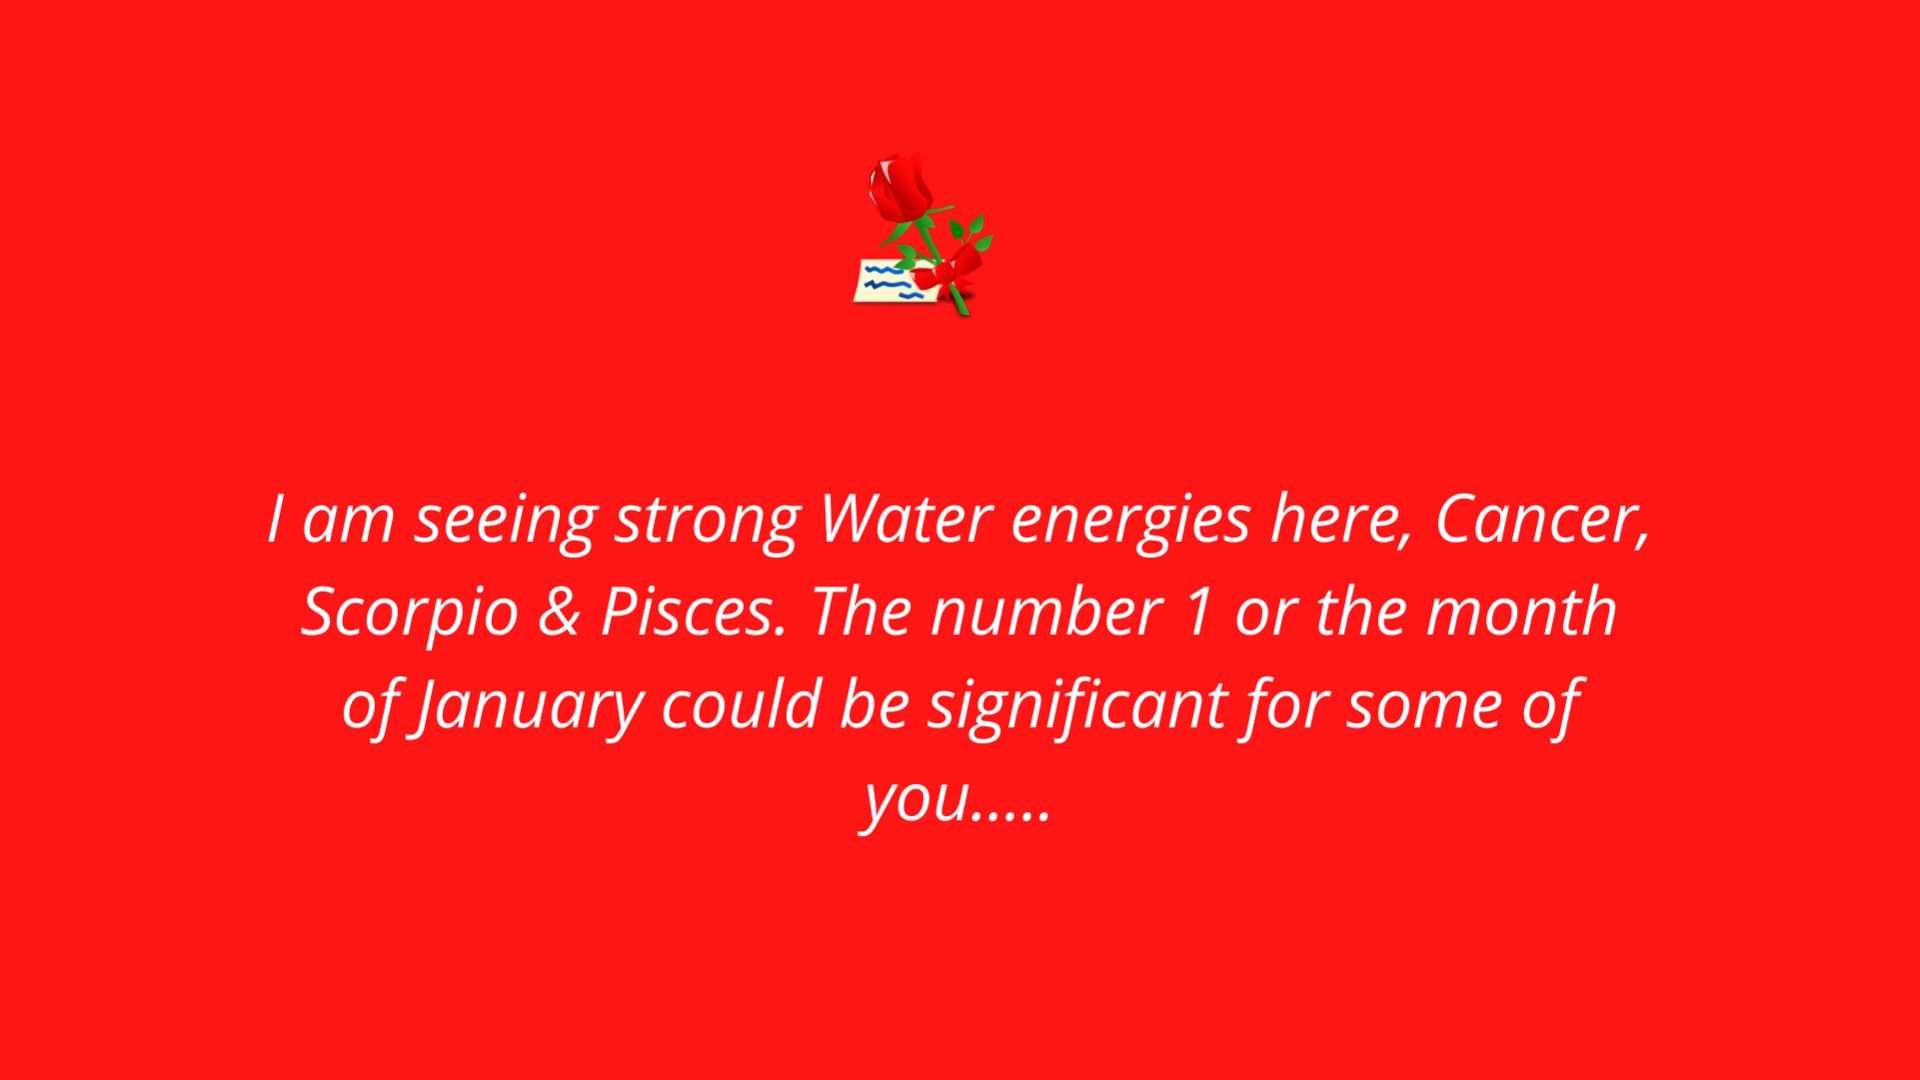 I am seeing strong Water energies here, Cancer,
Scorpio & Pisces. The number 1 or the month
of January could be significant for some of
you.....